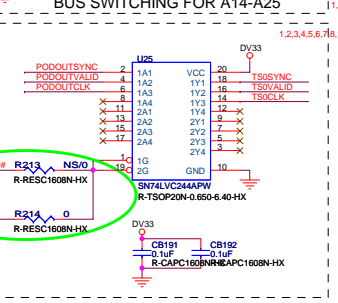 BUS SWITCHING FOR A14-A25
1,
1,2,3,4,5,6,7,8,
U25
DV33
PODOUTSYNC 2 1A1 VCC 20
PODOUTVALID 4 1A2 1Y1 18 TS0SYNC
PODOUTCLK 6 1A3 1Y2 16 TS0VALID
8 1A4 1Y3 14 TS0CLK
11 2A1 1Y4 12
13 2A2 2Y1 9
15 2A3 2Y2 7
17 2A4 2Y3 5
2Y4 3
1 1G
19 2G GND 10
# R213 NS/0
R-RESC1608N-HX
SN74LVC244APW
R-TSOP20N-0.650-6.40-HX
R214 0
R-RESC1608N-HX
DV33
CB191 CB192
0.1uF 0.1uF
R-CAPC1608N-HX R-CAPC1608N-HX